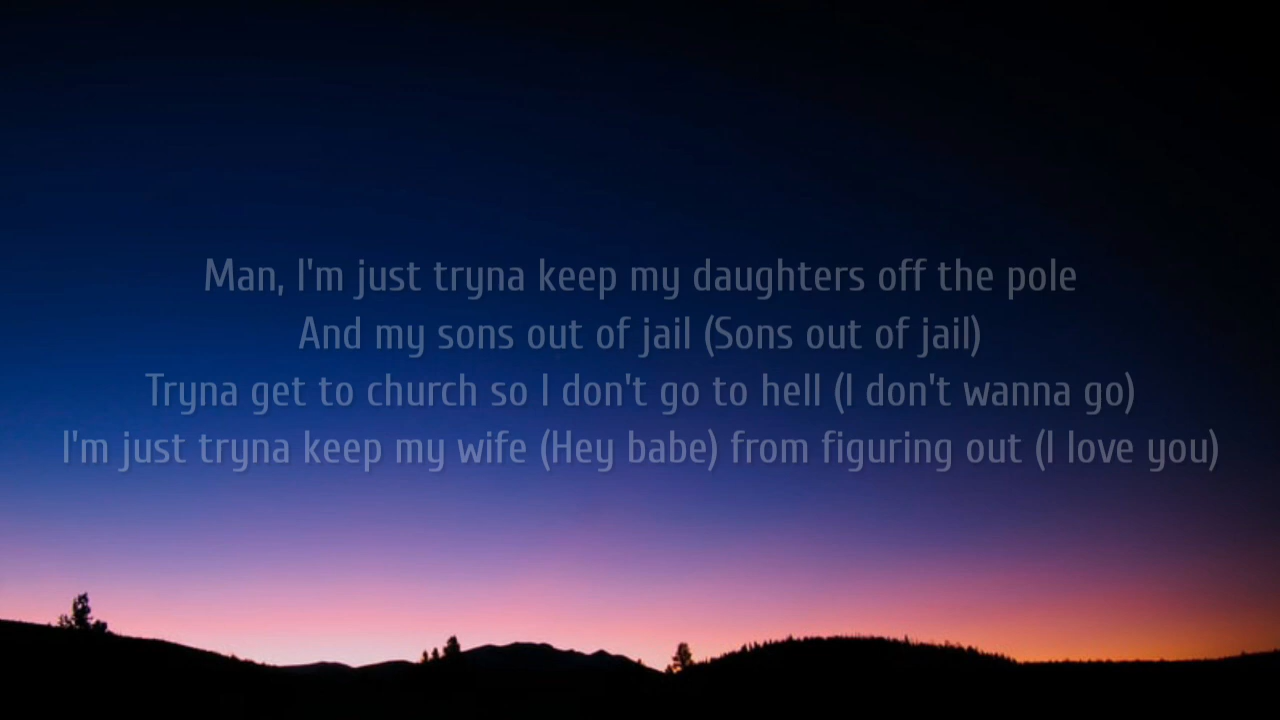 Man, I'm just tryna keep my daughters off the pole
And my sons out of jail (Sons out of jail)
Tryna get to church so I don't go to hell (I don't wanna go)
I'm just tryna keep my wife (Hey babe) from figuring out (I love you)